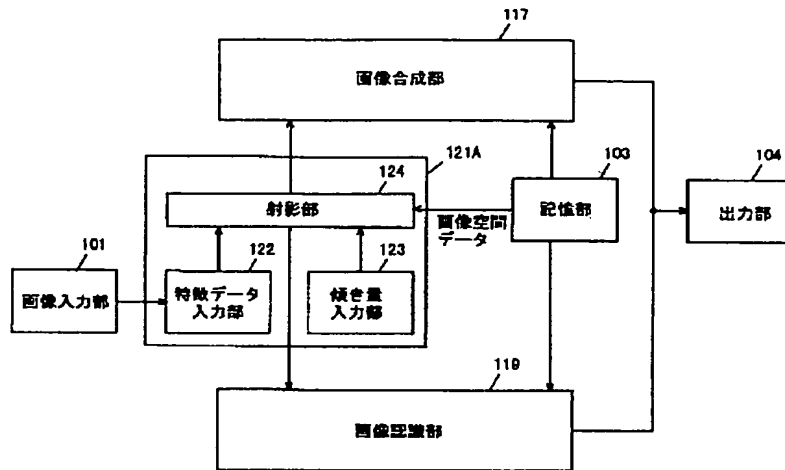 117
画像合成部
121A
124
射影部
103
記憶部
104
出力部
画像空間
データ
101
画像入力部
122
特徴データ
入力部
123
傾き量
入力部
119
画像認識部